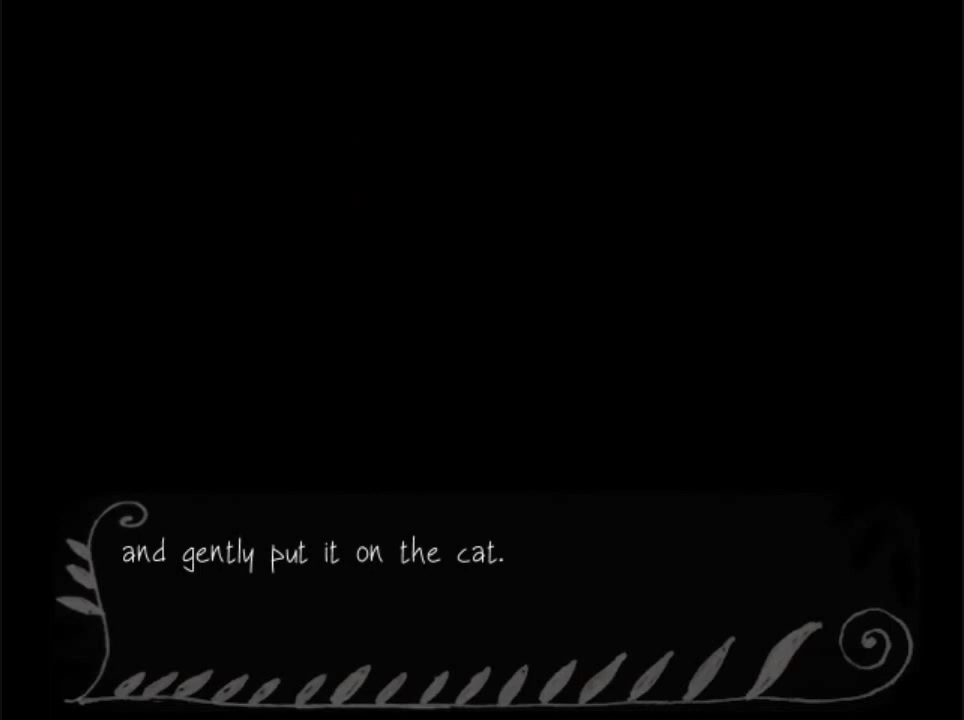 and gently put it on the cat.